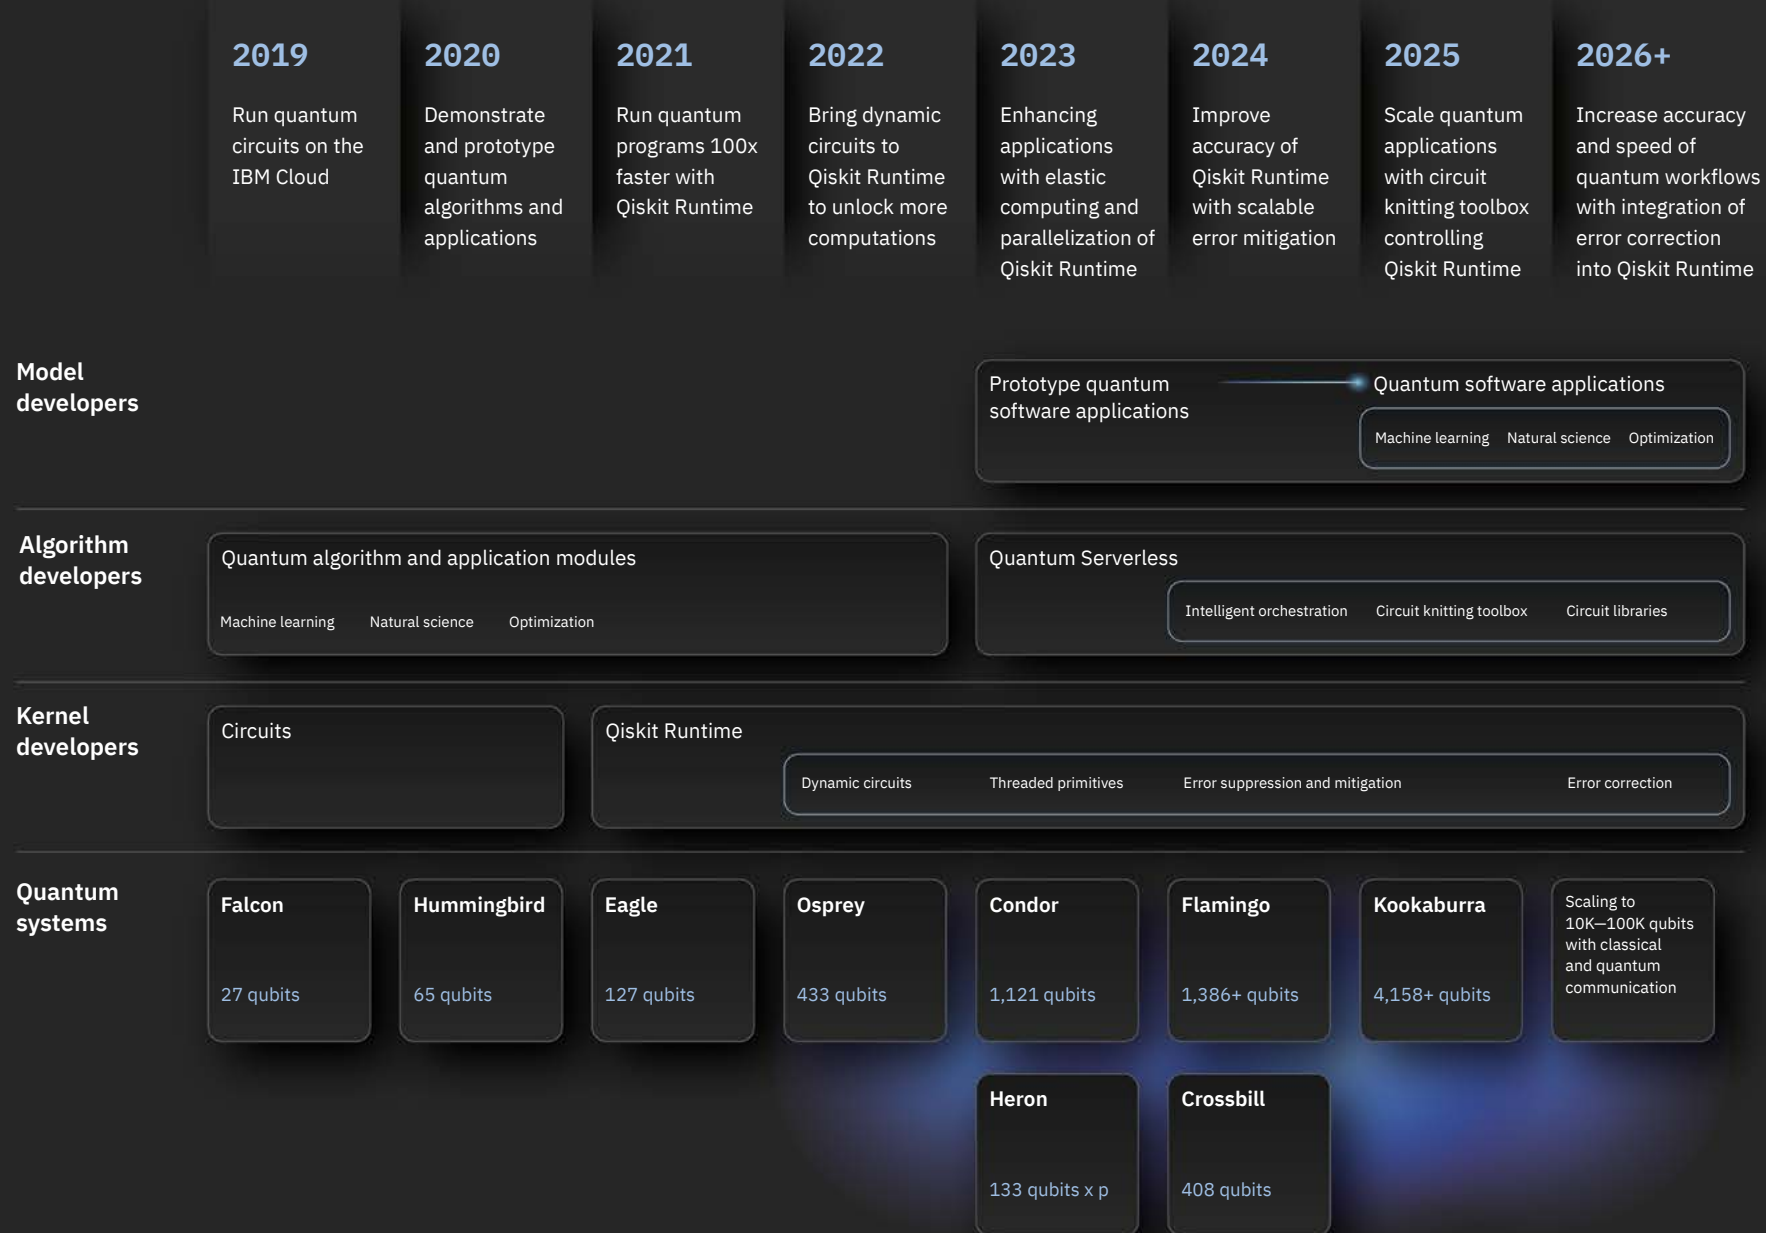 2019
Run quantum
circuits on the
IBM Cloud
2020
Demonstrate
and prototype
quantum
algorithms and
applications
2021
Run quantum
programs 100x
faster with
Qiskit Runtime
2022
Bring dynamic
circuits to
Qiskit Runtime
to unlock more
computations
2023
Enhancing
applications
with elastic
computing and
parallelization of
Qiskit Runtime
2024
Improve
accuracy of
Qiskit Runtime
with scalable
error mitigation
2025
Scale quantum
applications
with circuit
knitting toolbox
controlling
Qiskit Runtime
2026+
Increase accuracy
and speed of
quantum workflows
with integration of
error correction
into Qiskit Runtime
Model
developers
Prototype quantum
software applications
Quantum software applications
Machine learning Natural science Optimization
Algorithm
developers
Quantum algorithm and application modules
Machine learning Natural science Optimization
Quantum Serverless
Intelligent orchestration Circuit knitting toolbox Circuit libraries
Kernel
developers
Circuits
Qiskit Runtime
Dynamic circuits Threaded primitives Error suppression and mitigation Error correction
Quantum
systems
Falcon
27 qubits
Hummingbird
65 qubits
Eagle
127 qubits
Osprey
433 qubits
Condor
1,121 qubits
Flamingo
1,386+ qubits
Kookaburra
4,158+ qubits
Scaling to
10K—100K qubits
with classical
and quantum
communication
Heron
133 qubits x p
Crossbill
408 qubits